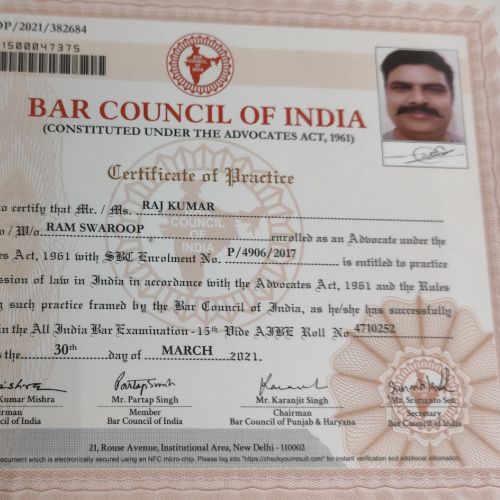 OP/2021/382684
1500047375
BAR COUNCIL OF INDIA
(CONSTITUTED UNDER THE ADVOCATES ACT, 1961)
Certificate of Practice
to certify that Mr. / Ms. RAJ KUMAR
o / W/o RAM SWAROOP enrolled as an Advocate under the
es Act, 1961 with SBC Enrolment No. P/4906/2017 is entitled to practice
ession of law in India in accordance with the Advocates Act, 1961 and the Rules
g such practice framed by the Bar Council of India, as he/she has successfully
in the All India Bar Examination - 15th Vide AIBE Roll No 4710252
s the 30th day of MARCH 2021.
Kumar Mishra Mr. Partap Singh Mr. Karanjit Singh Mr. Srimanto Sen
irman Member Chairman Secretary
cil of India Bar Council of India Bar Council of Punjab & Haryana Bar Council of India
21, Rouse Avenue, Institutional Area, New Delhi - 110002
ocument which is electronically secured using an NFC micro-chip. Please log into "https://checkyourresult.com" for instant verification and additional information.
COUNCIL
OF
INDIA